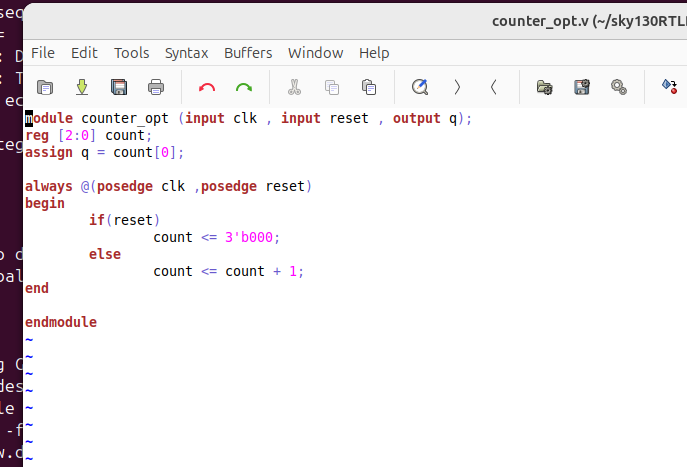 counter_opt.v (~/sky130RTL
File Edit Tools Syntax Buffers Window Help
module counter_opt (input clk , input reset , output q);
reg [2:0] count;
assign q = count[0];
always @(posedge clk ,posedge reset)
begin
if(reset)
count <= 3'b000;
else
count <= count + 1;
end
endmodule
~
~
~
~
~
~
~
~